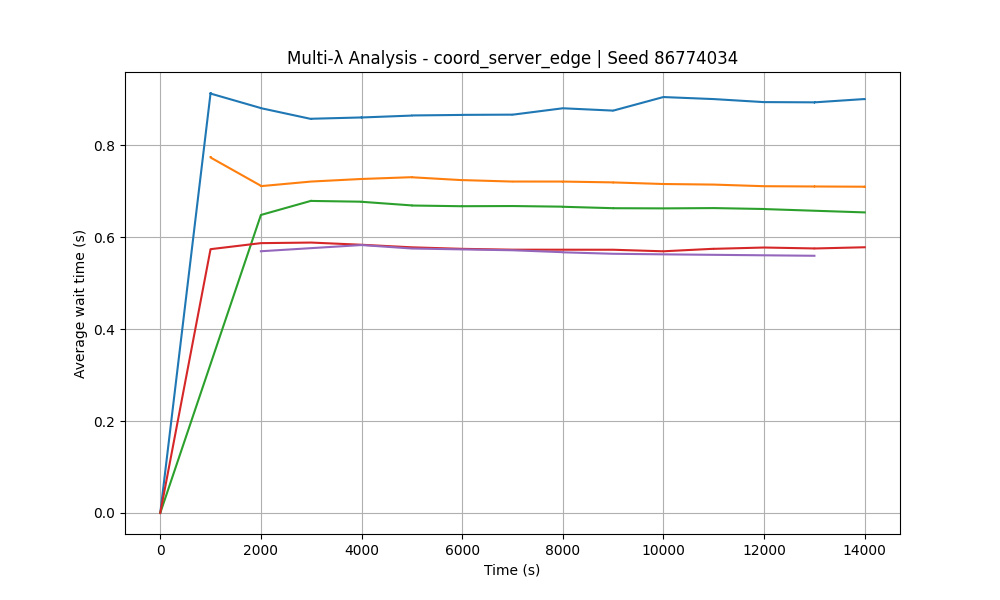 Multi-λ Analysis - coord_server_edge | Seed 86774034
Average wait time (s)
0.8
0.6
0.4
0.2
0.0
0 2000 4000 6000 8000 10000 12000 14000
Time (s)